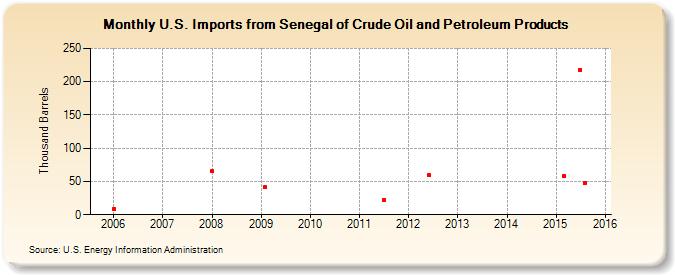 Monthly U.S. Imports from Senegal of Crude Oil and Petroleum Products
Thousand Barrels
250
200
150
100
50
0
2006 2007 2008 2009 2010 2011 2012 2013 2014 2015 2016
Source: U.S. Energy Information Administration